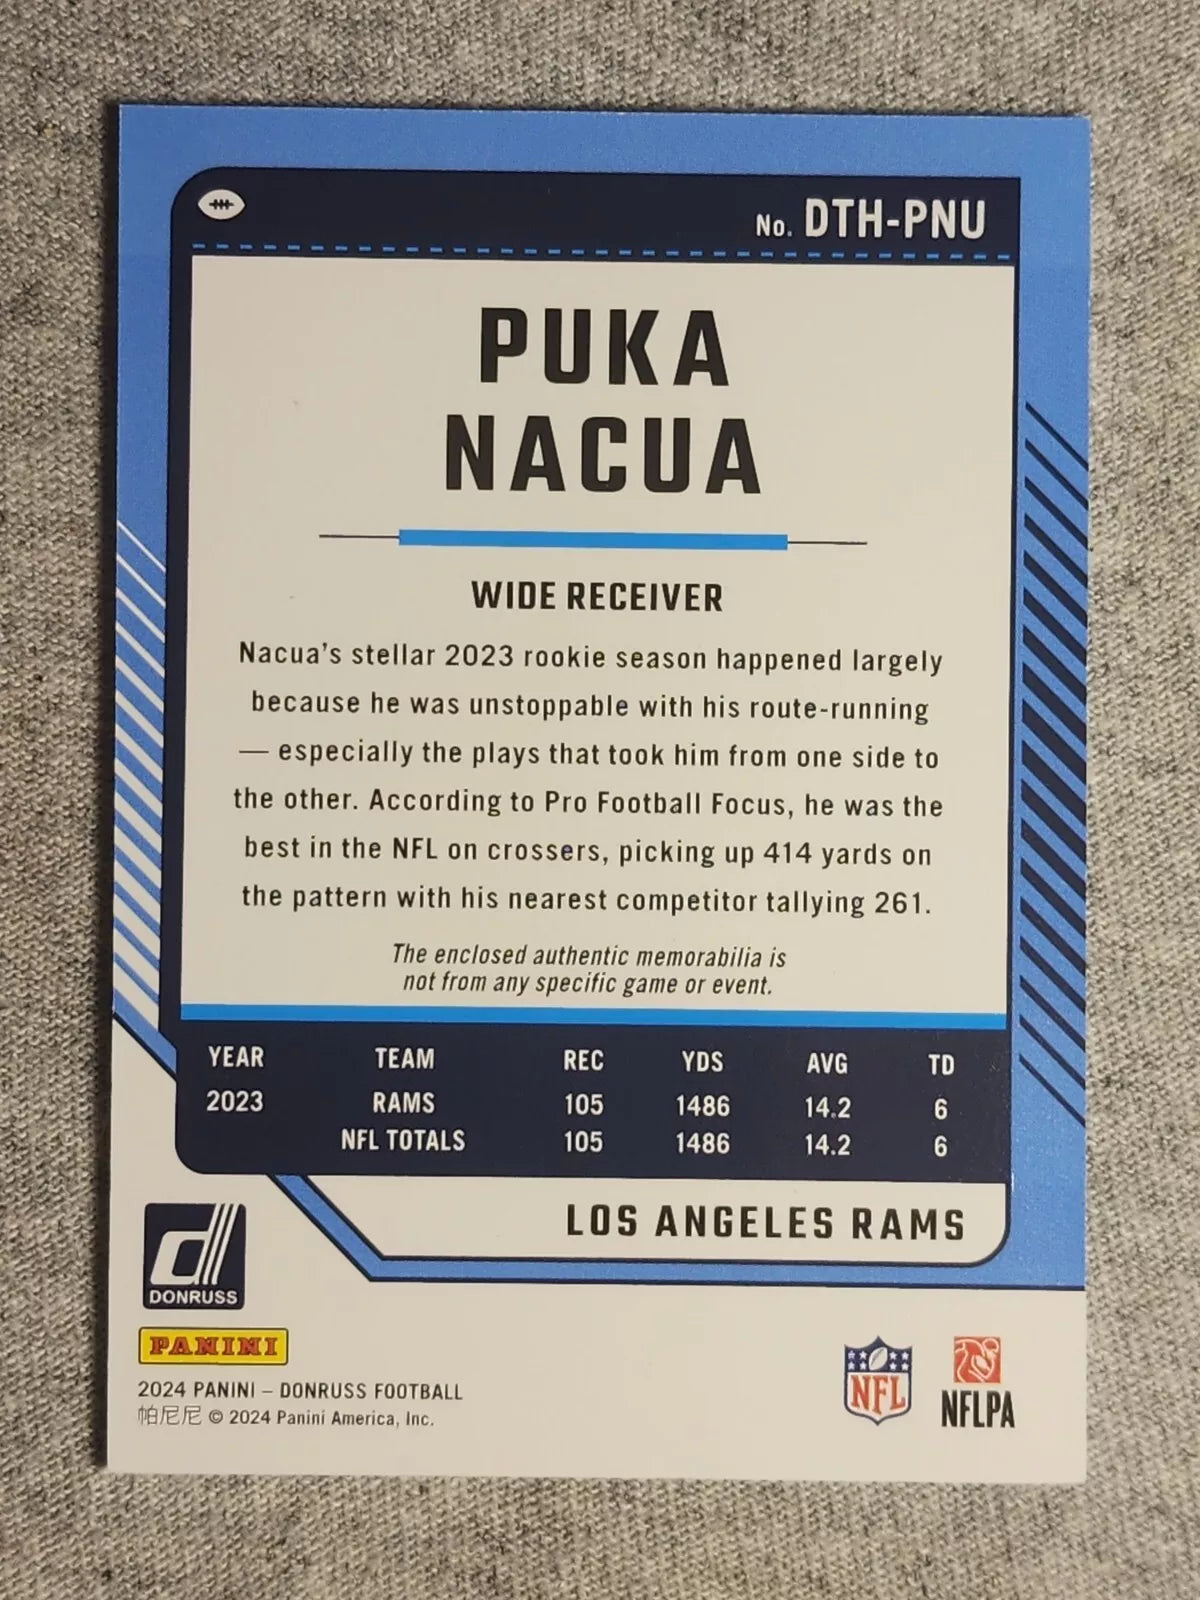 No. DTH-PNU
PUKA
NACUA
WIDE RECEIVER
Nacua's stellar 2023 rookie season happened largely
because he was unstoppable with his route-running
— especially the plays that took him from one side to
the other. According to Pro Football Focus, he was the
best in the NFL on crossers, picking up 414 yards on
the pattern with his nearest competitor tallying 261.
The enclosed authentic memorabilia is
not from any specific game or event.
YEAR TEAM REC YDS AVG TD
2023 RAMS 105 1486 14.2 6
NFL TOTALS 105 1486 14.2 6
LOS ANGELES RAMS
d
DONRUSS
PANINI
2024 PANINI – DONRUSS FOOTBALL
帕尼尼 © 2024 Panini America, Inc.
NFL
NFLPA